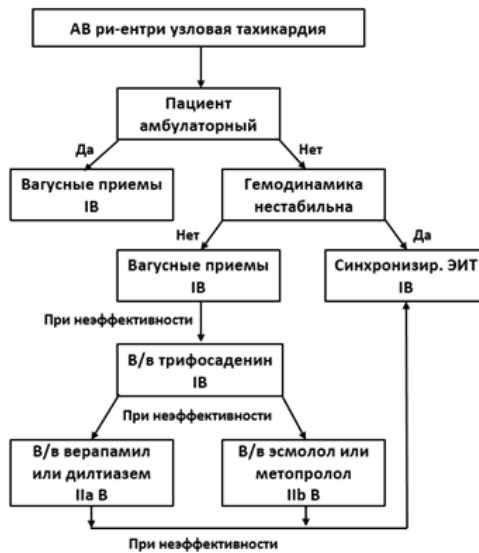 АВ ри-ентри узловая тахикардия
Пациент
амбулаторный
Да
Нет
Вагусные приемы
IB
Гемодинамика
нестабильна
Нет
Да
Вагусные приемы
IB
Синхронизир. ЭИТ
IB
При неэффективности
В/в трифосаденин
IB
При неэффективности
В/в верапамил
или дилтиазем
IIa B
В/в эсмолол или
метопролол
IIb B
При неэффективности